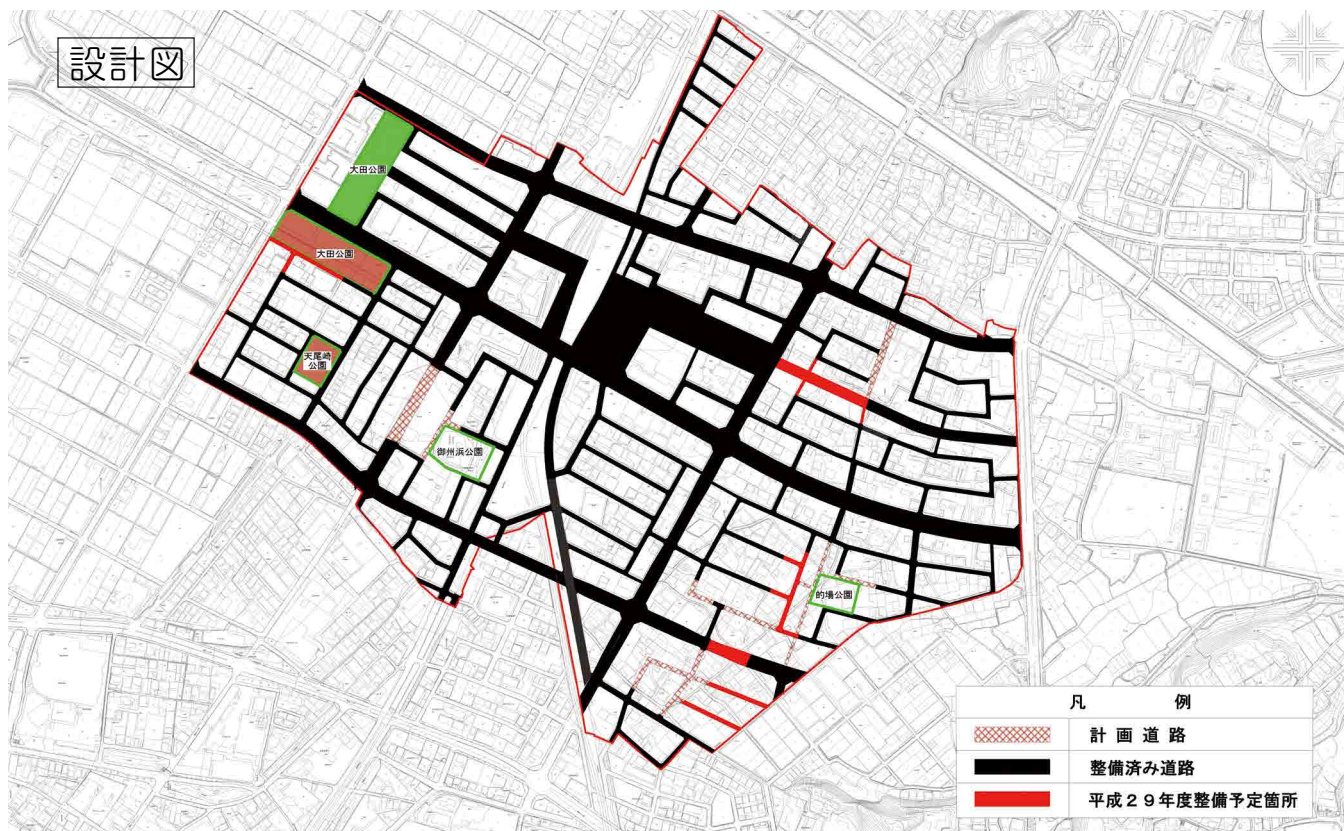 設計図
大田公園
大田公園
天尾崎
公園
御州浜公園
的場公園
凡 例
計画道路
整備済み道路
平成29年度整備予定箇所